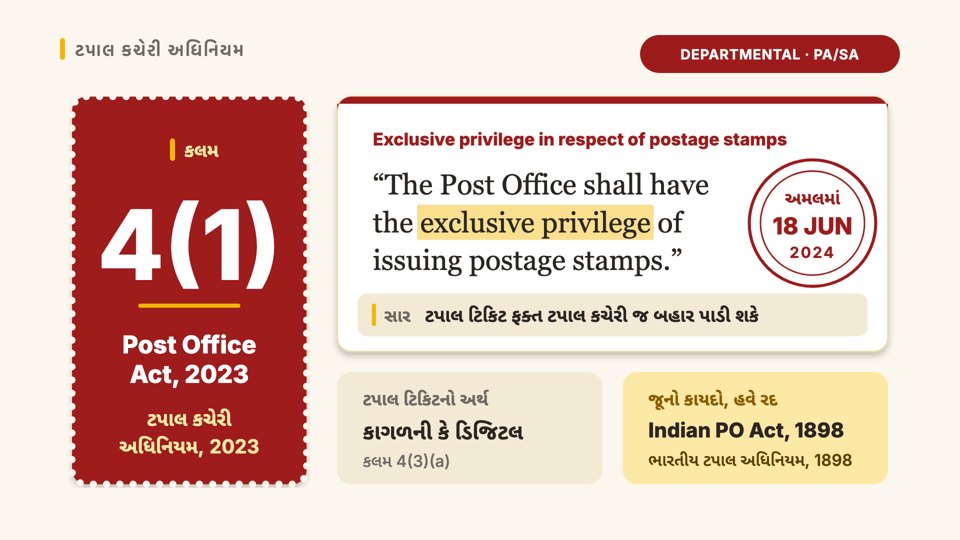 ટપાલ કચેરી અધિનિયમ
DEPARTMENTAL · PA/SA
કલમ
4(1)
Post Office
Act, 2023
ટપાલ કચેરી
અધિનિયમ, 2023
Exclusive privilege in respect of postage stamps
“The Post Office shall have
the exclusive privilege of
issuing postage stamps.”
અમલમાં
18 JUN
2024
સાર ટપાલ ટિકિટ ફક્ત ટપાલ કચેરી જ બહાર પાડી શકે
ટપાલ ટિકિટનો અર્થ
કાગળની કે ડિજિટલ
કલમ 4(3)(a)
જૂનો કાયદો, હવે રદ
Indian PO Act, 1898
ભારતીય ટપાલ અધિનિયમ, 1898